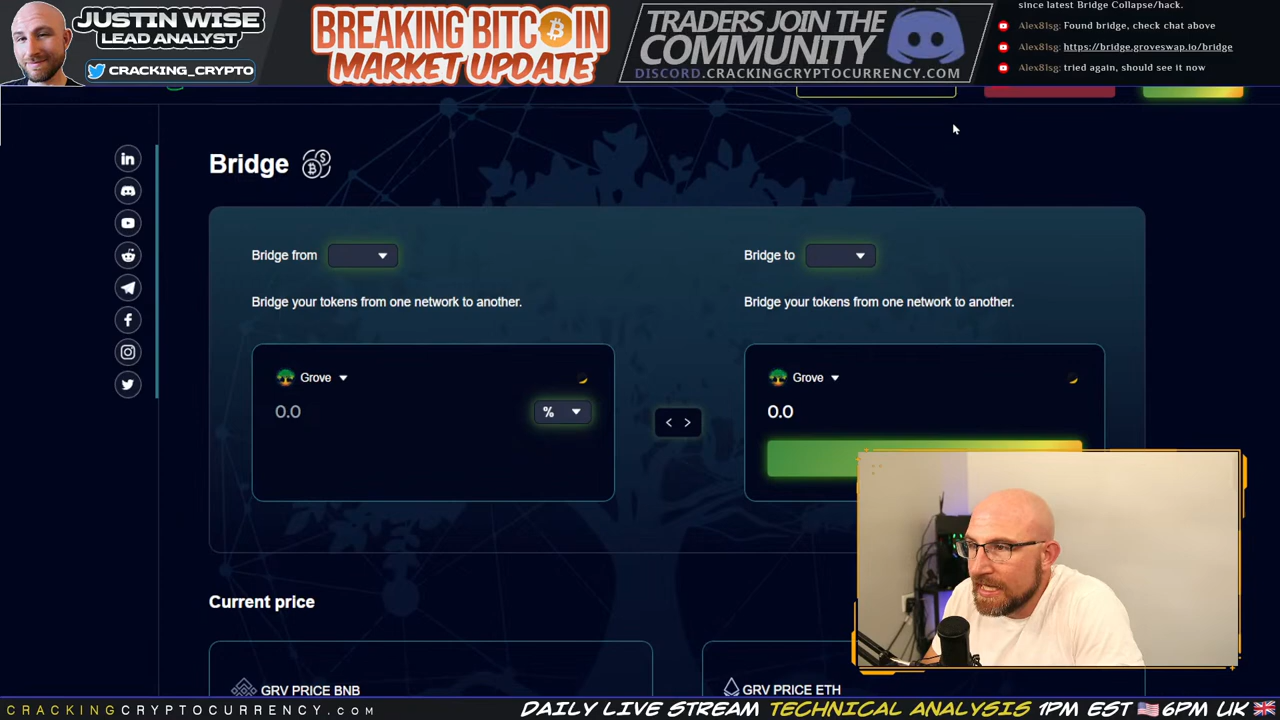 JUSTIN WISE
LEAD ANALYST
CRACKING_CRYPTO
BREAKING BITCOIN
MARKET UPDATE
TRADERS JOIN THE
COMMUNITY
DISCORD.CRACKINGCRYPTOCURRENCY.COM
since latest Bridge Collapse/hack.
Alex8lsg: Found bridge, check chat above
Alex8lsg: https://bridge.groveswap.io/bridge
Alex8lsg: tried again, should see it now
Bridge
Bridge from
Bridge to
Bridge your tokens from one network to another.
Bridge your tokens from one network to another.
Grove
Grove
0.0
%
0.0
< >
Current price
GRV PRICE BNB
GRV PRICE ETH
CRACKINGCRYPTOCURRENCY.com
DAILY LIVE STREAM TECHNICAL ANALYSIS 1PM EST 6PM UK